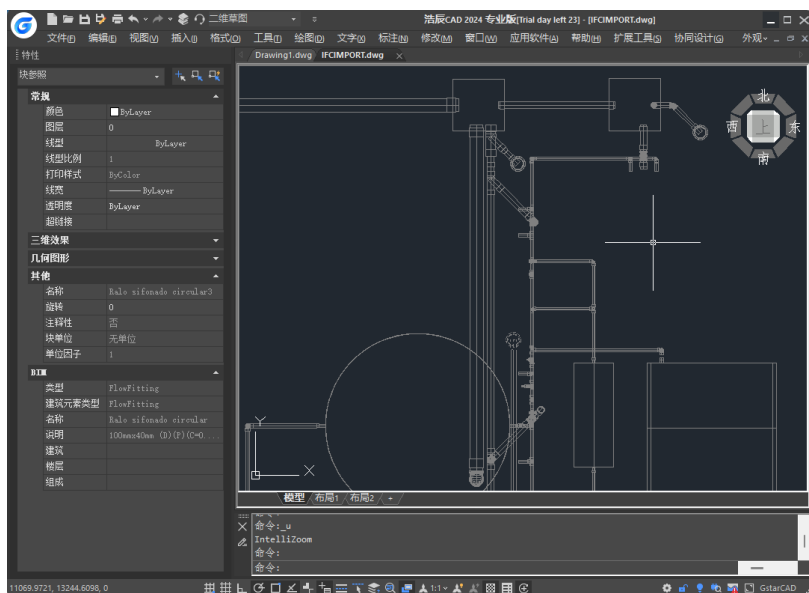 二维草图
浩辰CAD 2024 专业版[Trial day left 23] - [IFCIMPORT.dwg]
文件(F) 编辑(E) 视图(V) 插入(I) 格式(O) 工具(T) 绘图(D) 文字(X) 标注(N) 修改(M) 窗口(W) 应用软件(A) 帮助(H) 扩展工具(S) 协同设计(G) 外观
特性
Drawing1.dwg IFCIMPORT.dwg
块参照
常规
颜色 ByLayer
图层 0
线型 ByLayer
线型比例 1
打印样式 ByColor
线宽 ByLayer
透明度 ByLayer
超链接
三维效果
几何图形
其他
名称 Ralo sifonado circular3
旋转 0
注释性 否
块单位 无单位
单位因子 1
BIM
类型 FlowFitting
建筑元素类型 FlowFitting
名称 Ralo sifonado circular
说明 100mmx40mm (D)(P)(C=0...
建筑
楼层
组成
北
西 上 东
南
Y
X
模型 布局1 布局2 +
命令:_u
IntelliZoom
命令:
命令:
11069.9721, 13244.6098, 0
1:1
GstarCAD